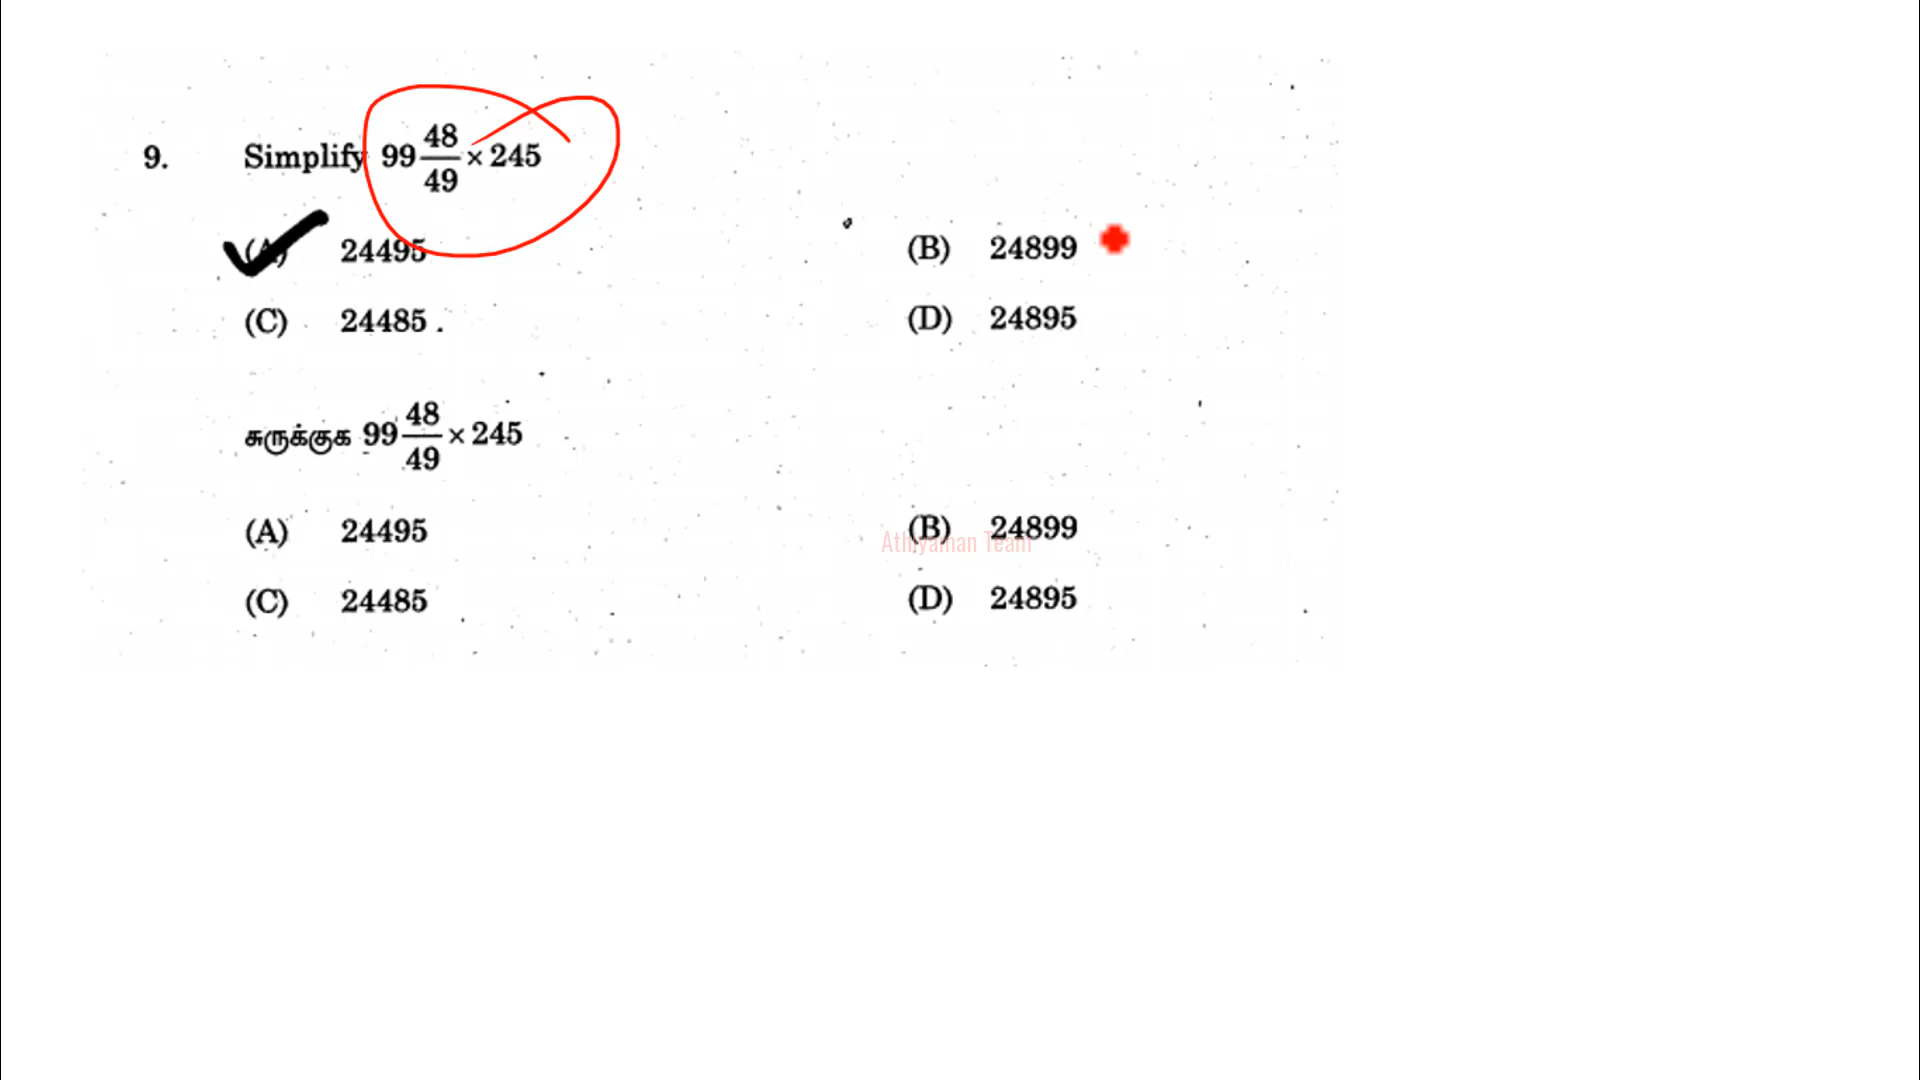 9. Simplify 99 48/49 × 245
(A) 24495 (B) 24899
(C) 24485 . (D) 24895
சுருக்குக 99 48/49 × 245
(A) 24495 (B) 24899
Athiyaman Team
(C) 24485 (D) 24895